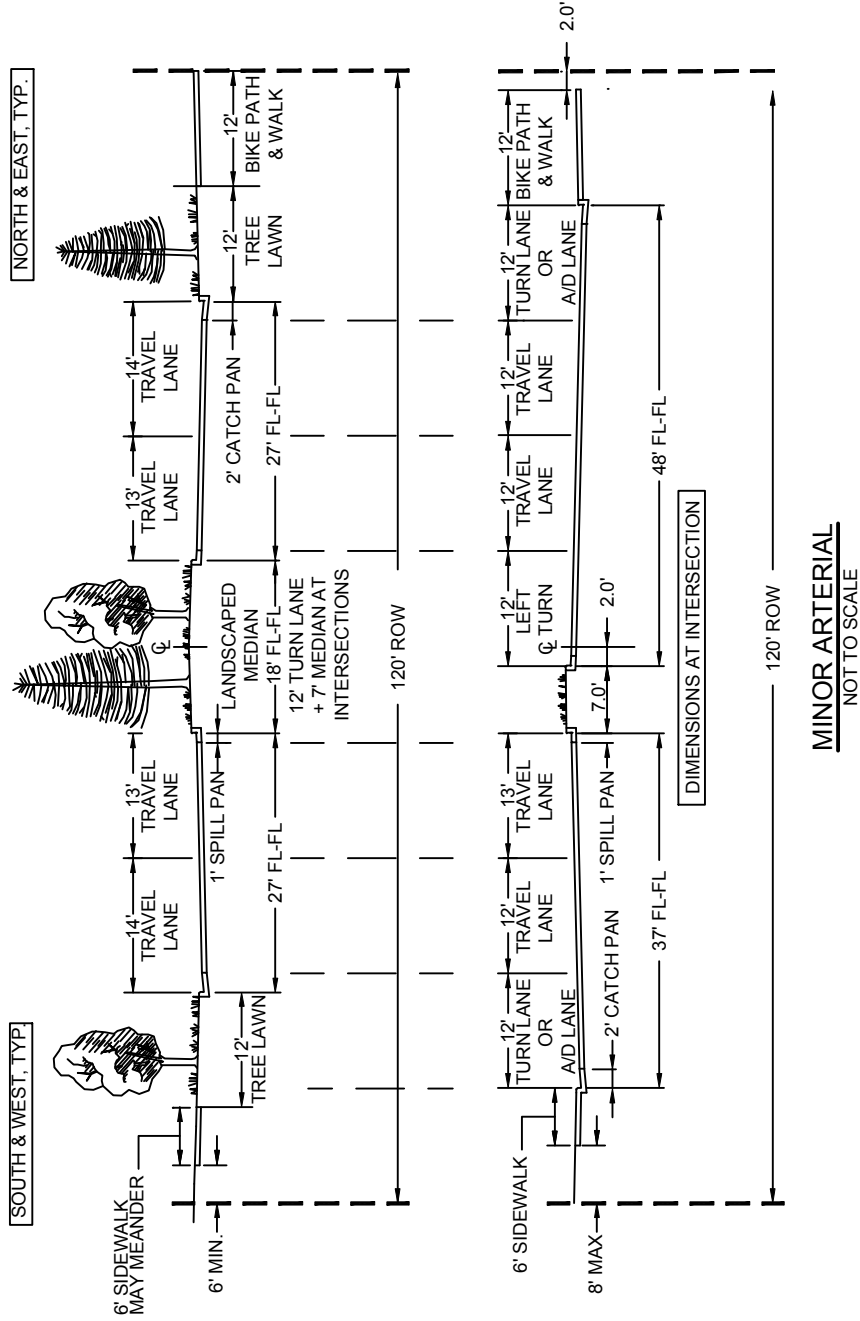 SOUTH & WEST, TYP.
NORTH & EAST, TYP.
6' SIDEWALK
MAY MEANDER
6' MIN.
12'
TREE LAWN
14'
TRAVEL
LANE
13'
TRAVEL
LANE
1' SPILL PAN
27' FL-FL
CL
LANDSCAPED
MEDIAN
18' FL-FL
12' TURN LANE
+ 7' MEDIAN AT
INTERSECTIONS
13'
TRAVEL
LANE
14'
TRAVEL
LANE
2' CATCH PAN
27' FL-FL
12'
TREE
LAWN
12'
BIKE PATH
& WALK
120' ROW
6' SIDEWALK
8' MAX
12'
TURN LANE
OR
A/D LANE
12'
TRAVEL
LANE
13'
TRAVEL
LANE
2' CATCH PAN
1' SPILL PAN
37' FL-FL
7.0'
CL
2.0'
12'
LEFT
TURN
12'
TRAVEL
LANE
12'
TRAVEL
LANE
12'
TURN LANE
OR
A/D LANE
12'
BIKE PATH
& WALK
2.0'
48' FL-FL
DIMENSIONS AT INTERSECTION
120' ROW
MINOR ARTERIAL
NOT TO SCALE